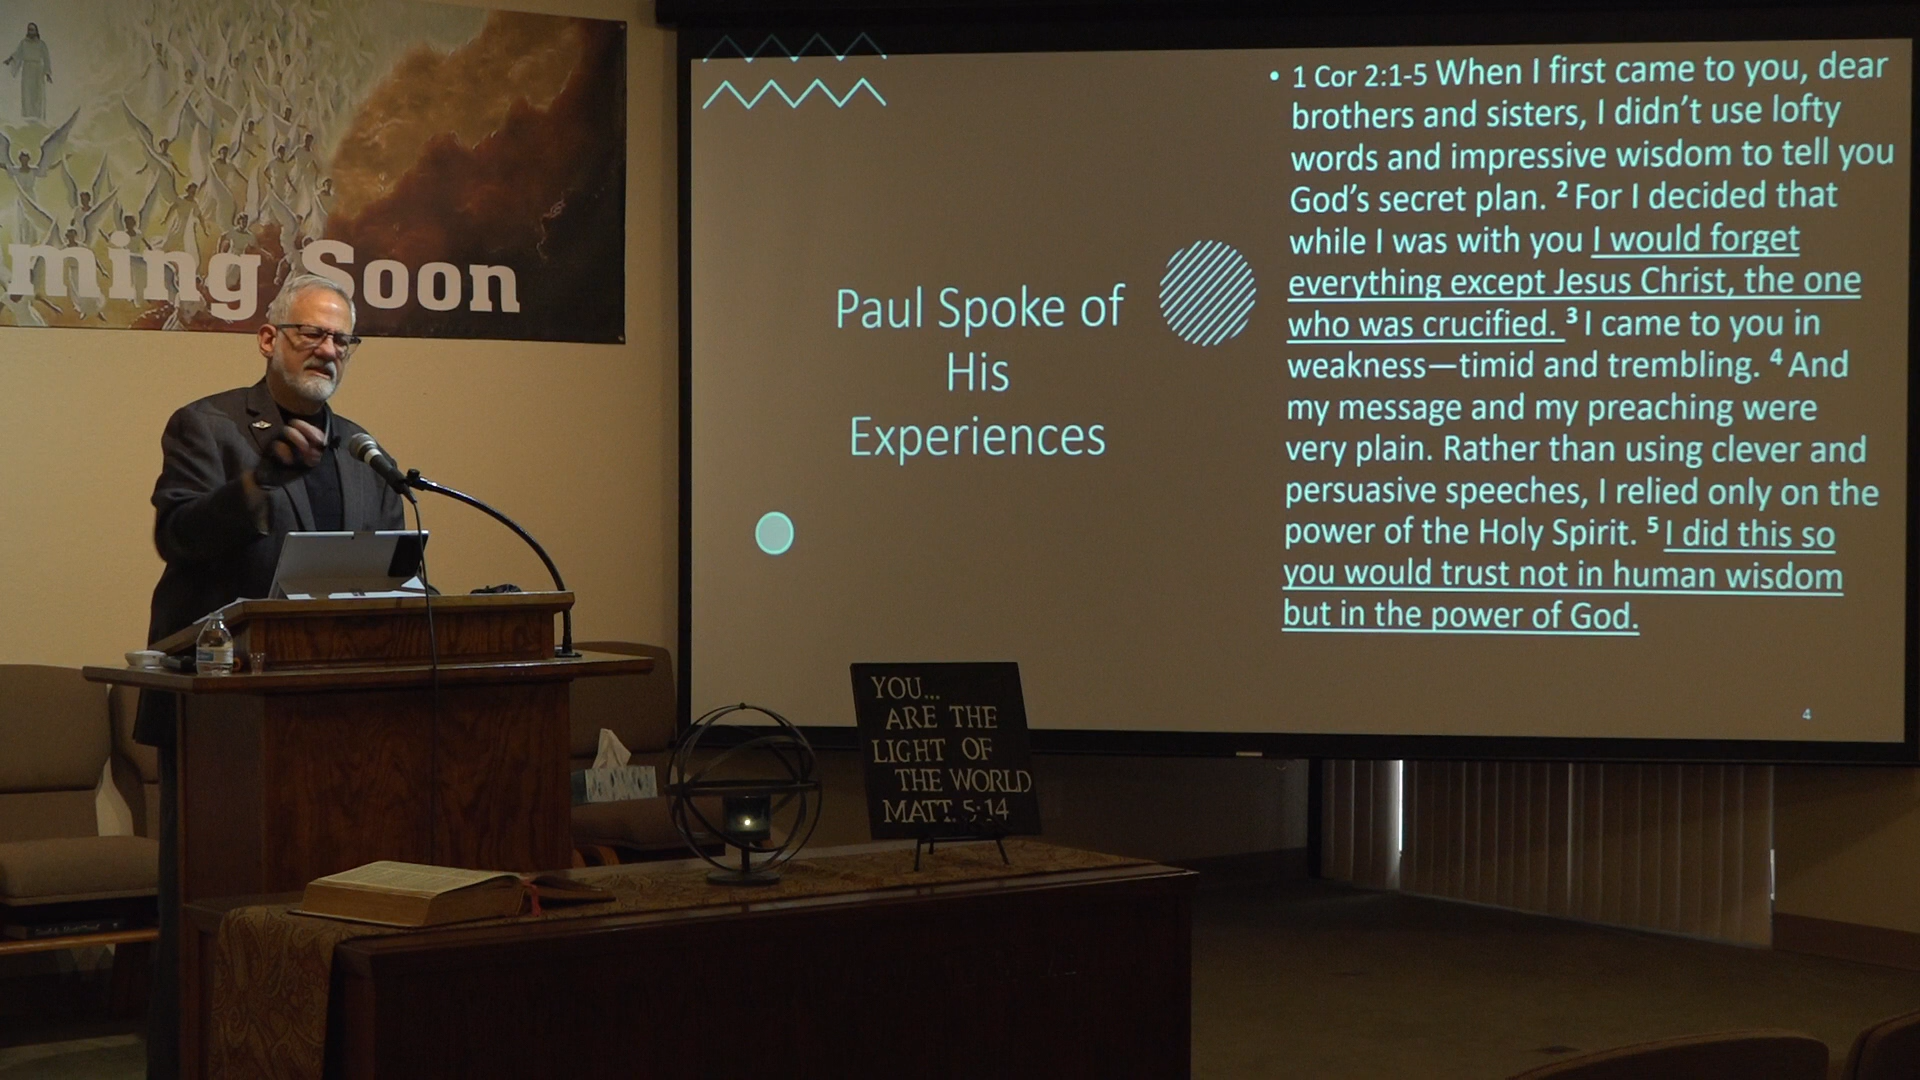 ming Soon
Paul Spoke of
His
Experiences
• 1 Cor 2:1-5 When I first came to you, dear
brothers and sisters, I didn’t use lofty
words and impressive wisdom to tell you
God’s secret plan. ² For I decided that
while I was with you I would forget
everything except Jesus Christ, the one
who was crucified. ³ I came to you in
weakness—timid and trembling. ⁴ And
my message and my preaching were
very plain. Rather than using clever and
persuasive speeches, I relied only on the
power of the Holy Spirit. ⁵ I did this so
you would trust not in human wisdom
but in the power of God.
4
YOU...
ARE THE
LIGHT OF
THE WORLD
MATT. 5:14